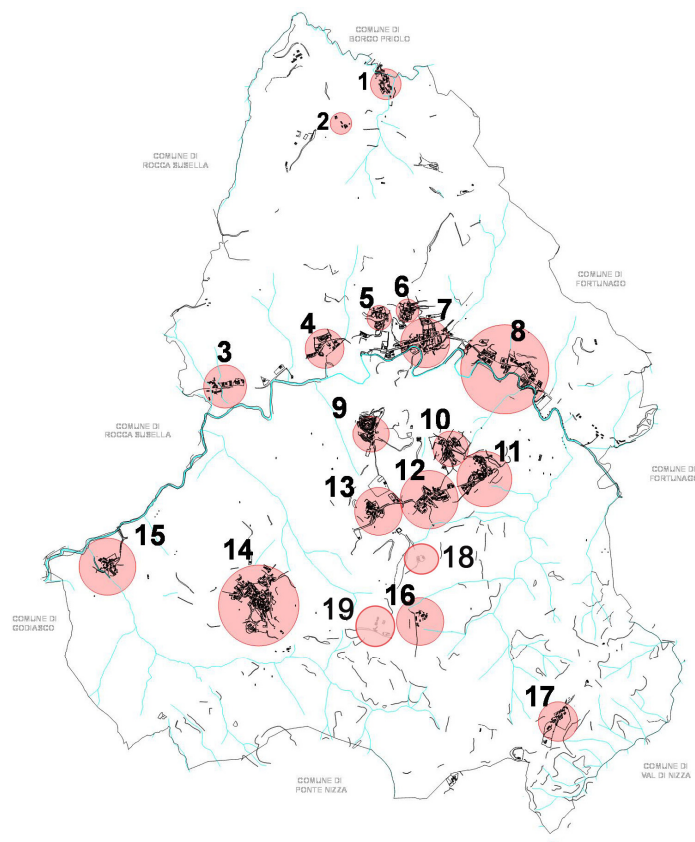 COMUNE DI
BORGO PRIOLO
1
2
COMUNE DI
ROCCA SUSELLA
COMUNE DI
FORTUNAGO
5
6
7
4
8
3
9
COMUNE DI
ROCCA SUSELLA
10
11
COMUNE DI
FORTUNAGO
12
13
15
14
18
COMUNE DI
GODIASCO
19
16
17
COMUNE DI
PONTE NIZZA
COMUNE DI
VAL DI NIZZA